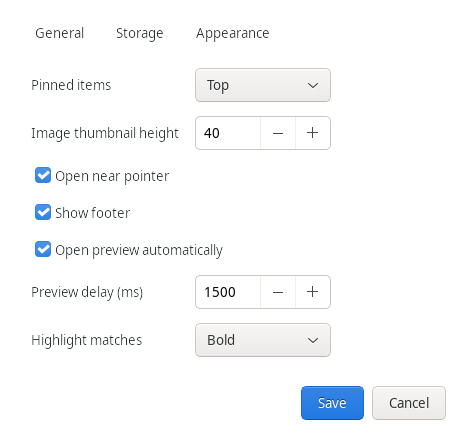 General Storage Appearance
Pinned items Top
Image thumbnail height 40 − +
Open near pointer
Show footer
Open preview automatically
Preview delay (ms) 1500 − +
Highlight matches Bold
Save Cancel